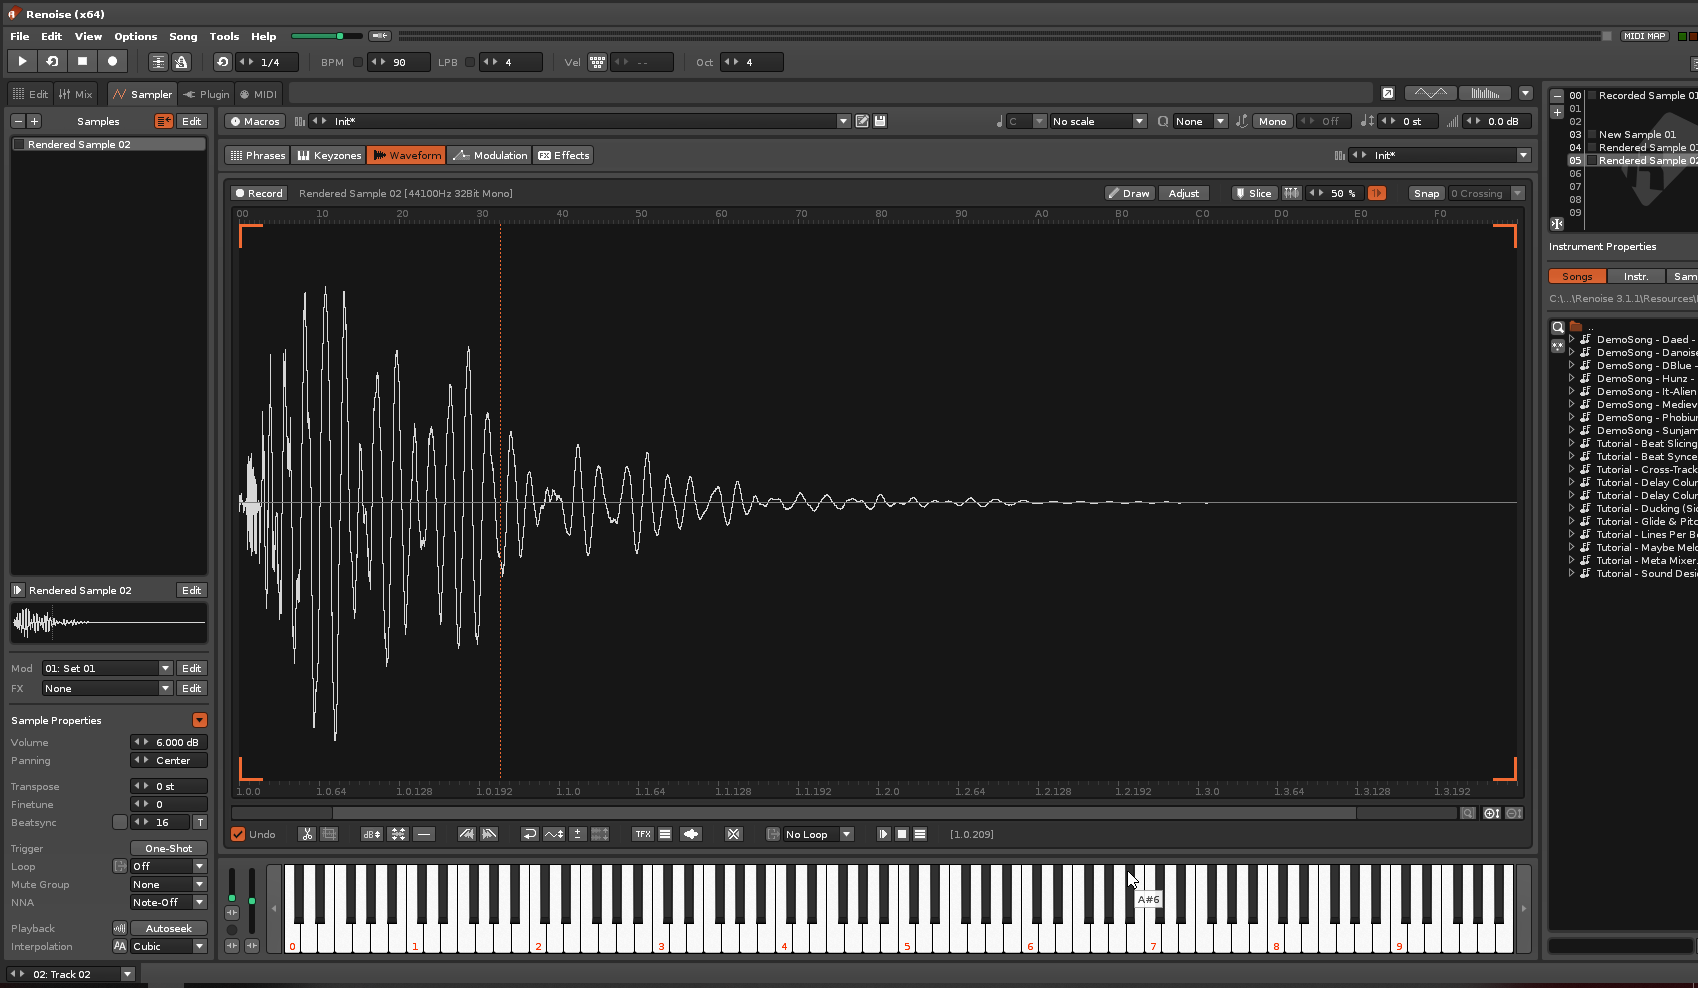 Renoise (x64)
File Edit View Options Song Tools Help MIDI MAP
1/4 BPM 90 LPB 4 Vel -- Oct 4
Edit Mix Sampler Plugin MIDI
Samples Edit Macros Init* C No scale None Mono Off 0 st 0.0 dB
Rendered Sample 02
Phrases Keyzones Waveform Modulation Effects Init*
Record Rendered Sample 02 [44100Hz 32Bit Mono] Draw Adjust Slice 50 % Snap 0 Crossing
00 10 20 30 40 50 60 70 80 90 A0 B0 C0 D0 E0 F0
1.0.0 1.0.64 1.0.128 1.0.192 1.1.0 1.1.64 1.1.128 1.1.192 1.2.0 1.2.64 1.2.128 1.2.192 1.3.0 1.3.64 1.3.128 1.3.192
Undo dB TFX No Loop [1.0.209]
0 1 2 3 4 5 6 7 8 9
A#6
Rendered Sample 02 Edit
Mod 01: Set 01 Edit
FX None Edit
Sample Properties
Volume 6.000 dB
Panning Center
Transpose 0 st
Finetune 0
Beatsync 16 T
Trigger One-Shot
Loop Off
Mute Group None
NNA Note-Off
Playback Autoseek
Interpolation AA Cubic
02: Track 02
00 Recorded Sample 01
01
02
03 New Sample 01
04 Rendered Sample 01
05 Rendered Sample 02
06
07
08
09
Instrument Properties
Songs Instr. Sam
C:\...\Renoise 3.1.1\Resources\
..
DemoSong - Daed -
DemoSong - Danoise
DemoSong - DBlue -
DemoSong - Hunz -
DemoSong - It-Alien
DemoSong - Mediev
DemoSong - Phobiu
DemoSong - Sunjam
Tutorial - Beat Slicing
Tutorial - Beat Synce
Tutorial - Cross-Track
Tutorial - Delay Colu
Tutorial - Delay Colu
Tutorial - Ducking (Si
Tutorial - Glide & Pitc
Tutorial - Lines Per B
Tutorial - Maybe Mel
Tutorial - Meta Mixer.
Tutorial - Sound Desi